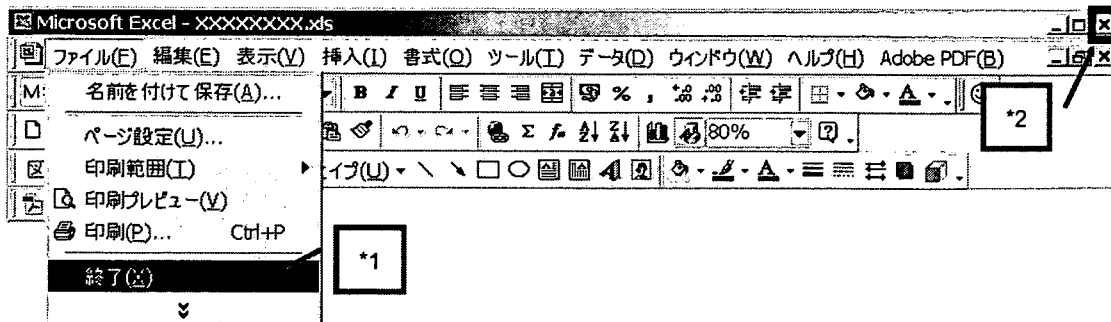 Microsoft Excel - XXXXXXXX.xls
ファイル(F) 編集(E) 表示(V) 挿入(I) 書式(O) ツール(T) データ(D) ウィンドウ(W) ヘルプ(H) Adobe PDF(B)
名前を付けて保存(A)...
B I U % ,
*2
ページ設定(U)...
Σ 80%
印刷範囲(T)
イプ(U)
印刷プレビュー(V)
印刷(P)... Ctrl+P
*1
終了(X)